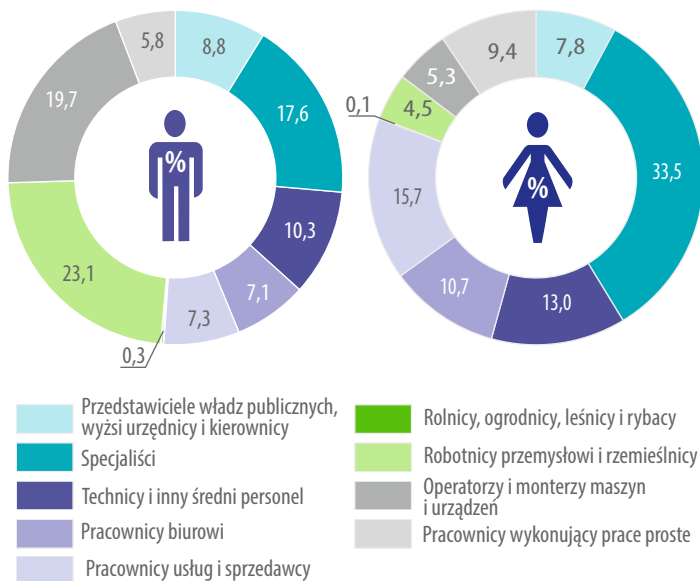 5,8
8,8
17,6
10,3
7,1
7,3
0,3
23,1
19,7
%
9,4
7,8
33,5
13,0
10,7
15,7
0,1
4,5
5,3
%
Przedstawiciele władz publicznych,
wyżsi urzędnicy i kierownicy
Specjaliści
Technicy i inny średni personel
Pracownicy biurowi
Pracownicy usług i sprzedawcy
Rolnicy, ogrodnicy, leśnicy i rybacy
Robotnicy przemysłowi i rzemieślnicy
Operatorzy i monterzy maszyn
i urządzeń
Pracownicy wykonujący prace proste